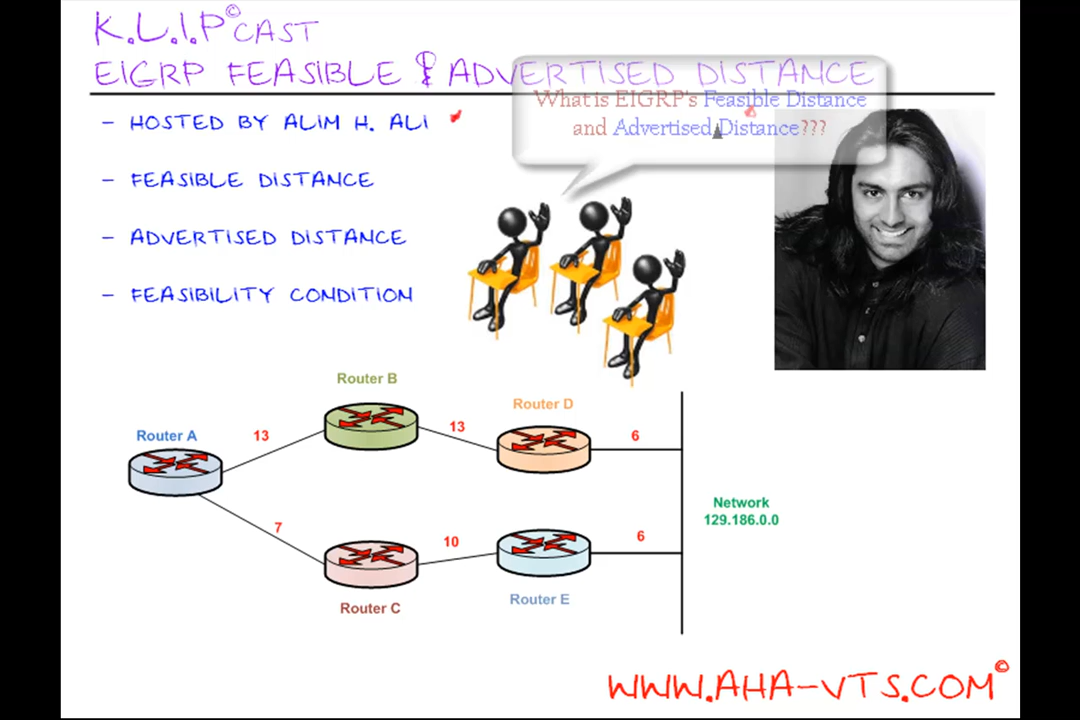 K.L.I.P© CAST
EIGRP FEASIBLE & ADVERTISED DISTANCE
What is EIGRP's Feasible Distance
and Advertised Distance???
- HOSTED BY ALIM H. ALI
- FEASIBLE DISTANCE
- ADVERTISED DISTANCE
- FEASIBILITY CONDITION
Router B
Router D
Router A
13
13
6
Network
129.186.0.0
7
10
6
Router E
Router C
WWW.AHA-VTS.COM©